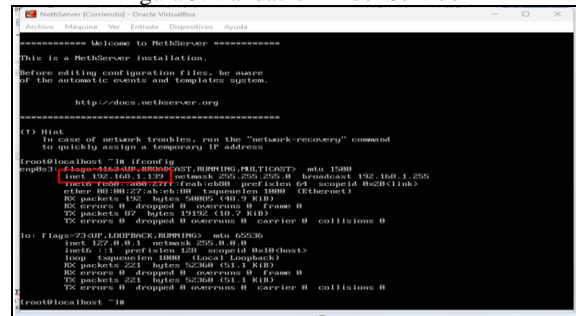 NethServer [Corriendo] - Oracle VirtualBox
Archivo Máquina Ver Entrada Dispositivos Ayuda
************ Welcome to NethServer ************
This is a NethServer installation.
Before editing configuration files, be aware
of the automatic events and templates system.
http://docs.nethserver.org
***********************************************
(!) Hint
In case of network troubles, run the "network-recovery" command
to quickly assign a temporary IP address
[root@localhost ~]# ifconfig
enp0s3: flags=4163<UP,BROADCAST,RUNNING,MULTICAST> mtu 1500
inet 192.168.1.139 netmask 255.255.255.0 broadcast 192.168.1.255
inet6 prefixlen 64 scopeid 0x20<link>
ether 08:00:27:ab:eb:80 txqueuelen 1000 (Ethernet)
RX packets 192 bytes 50085 (48.9 KiB)
RX errors 0 dropped 0 overruns 0 frame 0
TX packets 87 bytes 19192 (18.7 KiB)
TX errors 0 dropped 0 overruns 0 carrier 0 collisions 0
lo: flags=73<UP,LOOPBACK,RUNNING> mtu 65536
inet 127.0.0.1 netmask 255.0.0.0
inet6 ::1 prefixlen 128 scopeid 0x10<host>
loop txqueuelen 1000 (Local Loopback)
RX packets 221 bytes 52360 (51.1 KiB)
RX errors 0 dropped 0 overruns 0 frame 0
TX packets 221 bytes 52360 (51.1 KiB)
TX errors 0 dropped 0 overruns 0 carrier 0 collisions 0
[root@localhost ~]#